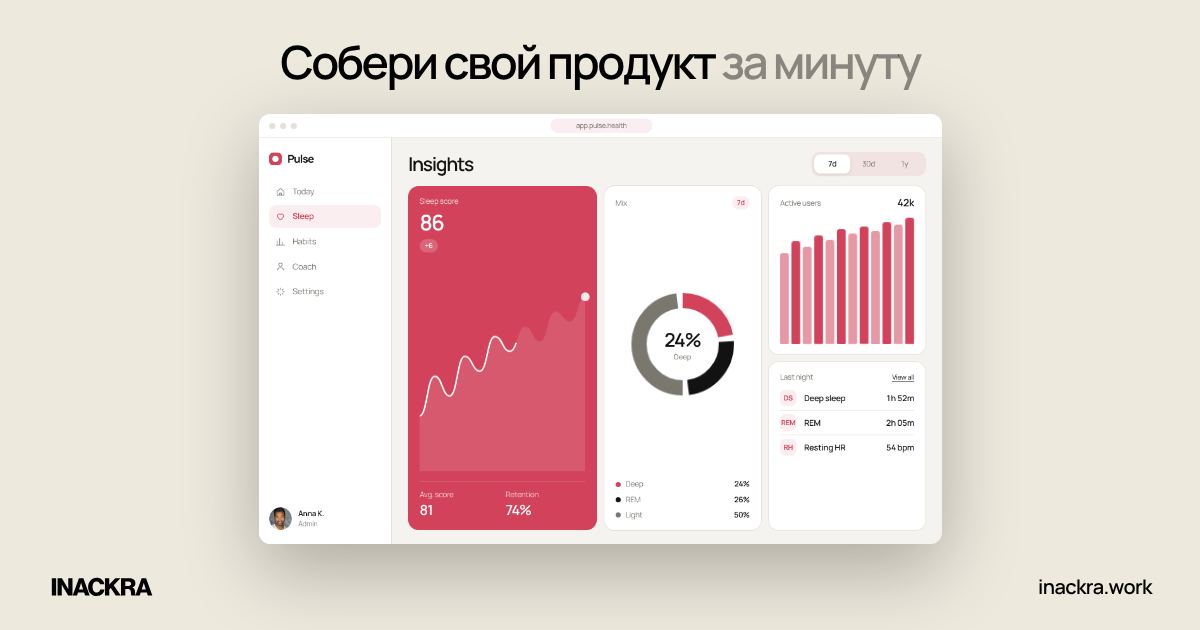 Собери свой продукт за минуту
app.pulse.health
Pulse
Today
Sleep
Habits
Coach
Settings
Anna K.
Admin
Insights
7d 30d 1y
Sleep score
86
+6
Avg. score Retention
81 74%
Mix 7d
24%
Deep
Deep 24%
REM 26%
Light 50%
Active users 42k
Last night View all
DS Deep sleep 1h 52m
REM REM 2h 05m
RH Resting HR 54 bpm
INACKRA
inackra.work